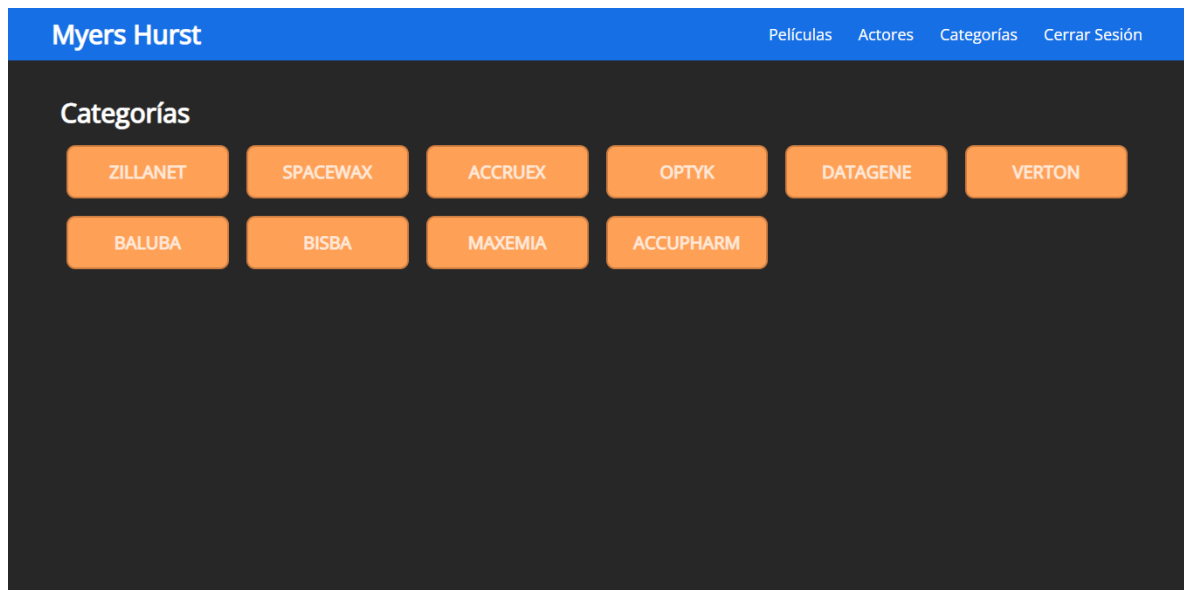 Myers Hurst Películas Actores Categorías Cerrar Sesión
Categorías
ZILLANET SPACEWAX ACCRUEX OPTYK DATAGENE VERTON
BALUBA BISBA MAXEMIA ACCUPHARM